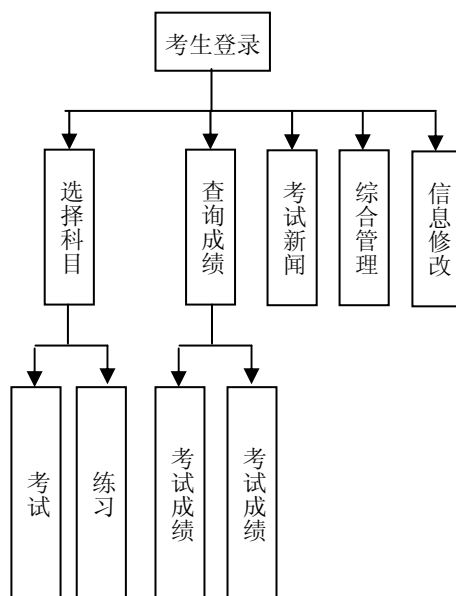 考生登录
选择科目
查询成绩
考试新闻
综合管理
信息修改
考试
练习
考试成绩
考试成绩